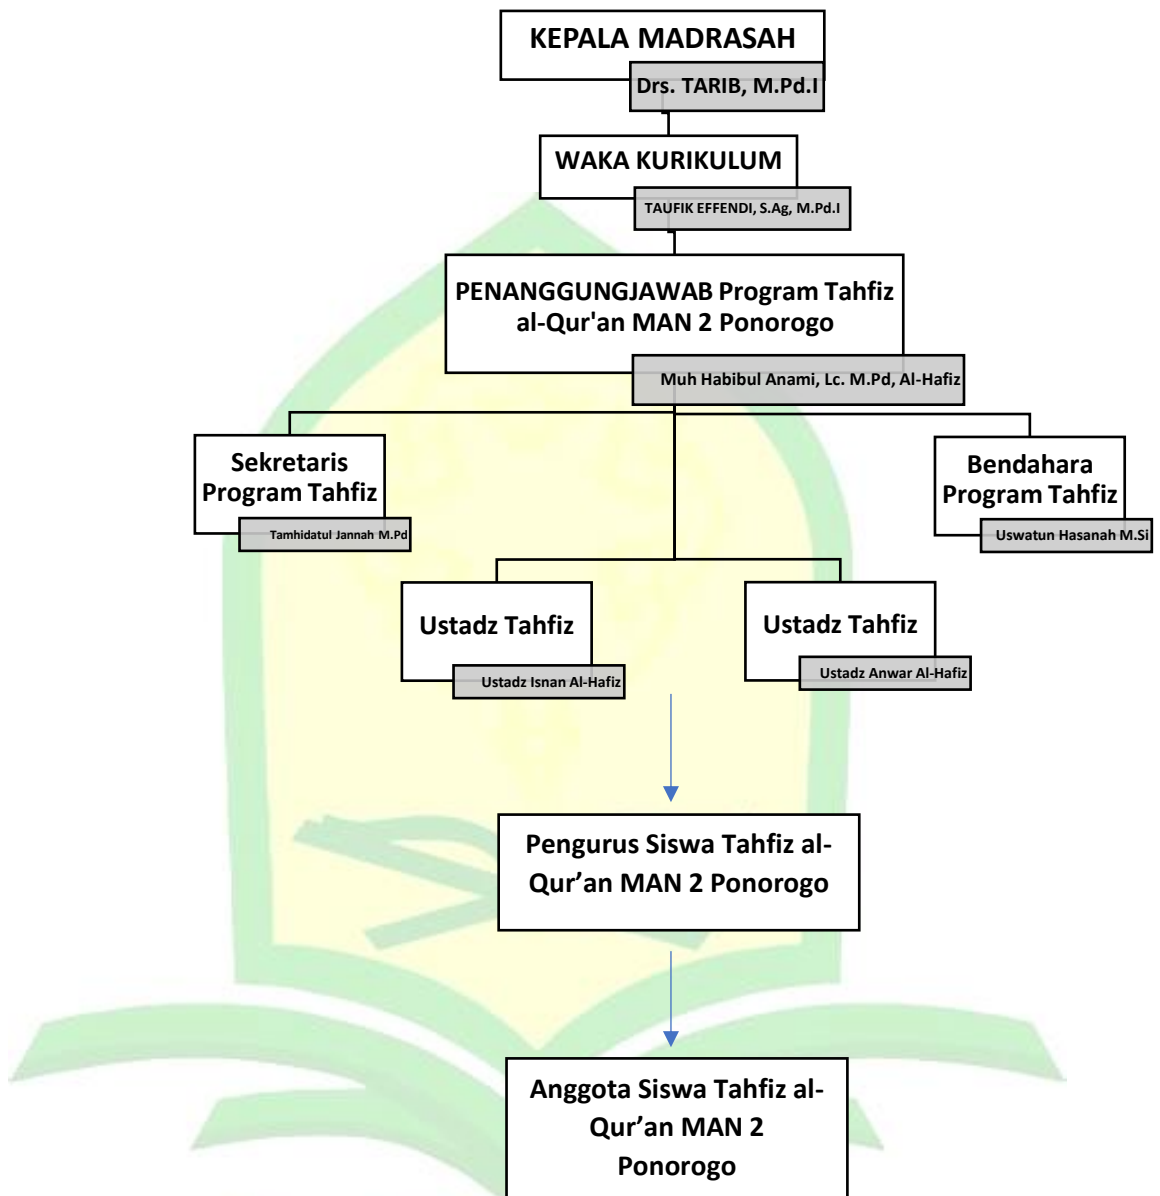 KEPALA MADRASAH
Drs. TARIB, M.Pd.I
WAKA KURIKULUM
TAUFIK EFFENDI, S.Ag, M.Pd.I
PENANGGUNGJAWAB Program Tahfiz
al-Qur'an MAN 2 Ponorogo
Muh Habibul Anami, Lc. M.Pd, Al-Hafiz
Sekretaris
Program Tahfiz
Tamhidatul Jannah M.Pd
Bendahara
Program Tahfiz
Uswatun Hasanah M.Si
Ustadz Tahfiz
Ustadz Isnan Al-Hafiz
Ustadz Tahfiz
Ustadz Anwar Al-Hafiz
Pengurus Siswa Tahfiz al-
Qur’an MAN 2 Ponorogo
Anggota Siswa Tahfiz al-
Qur’an MAN 2
Ponorogo